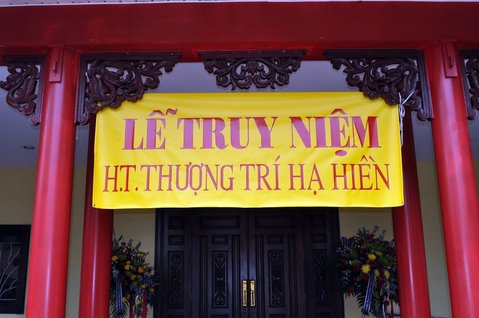 LỄ TRUY NIỆM
H.T. THƯỢNG TRÍ HẠ HIỀN